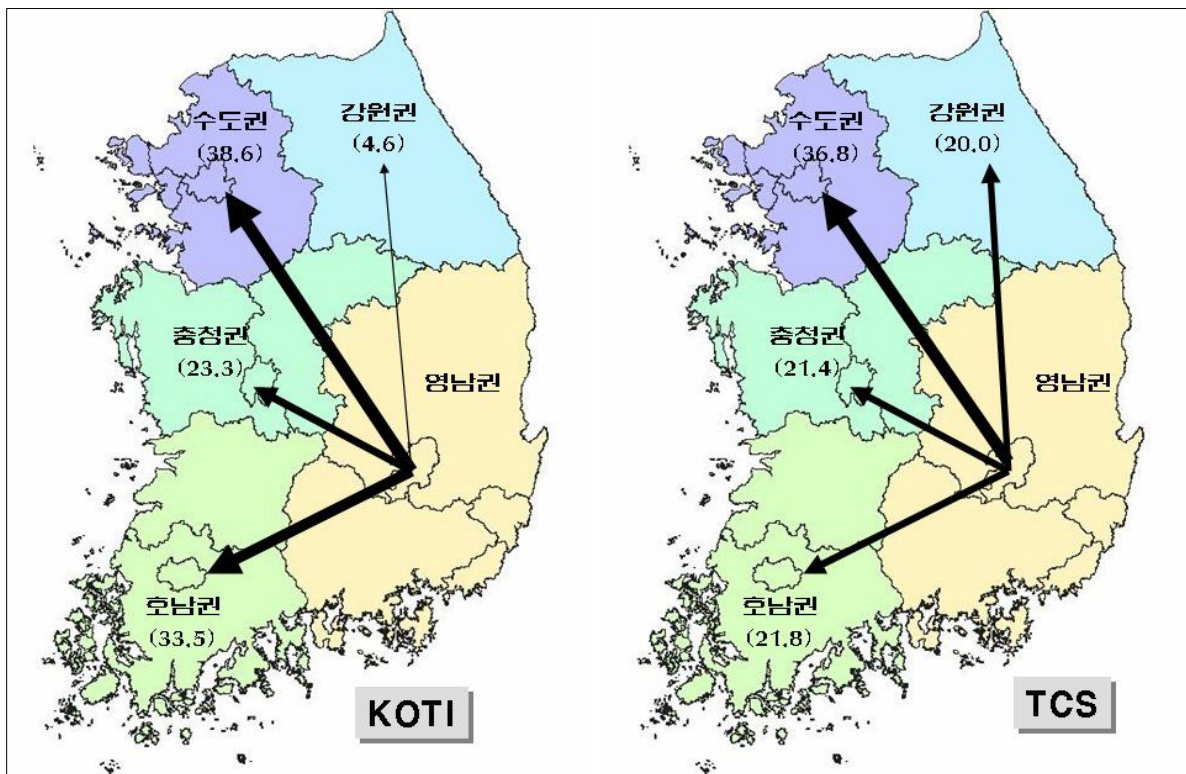 수도권
(38.6)
강원권
(4.6)
충청권
(23.3)
영남권
호남권
(33.5)
KOTI
수도권
(36.8)
강원권
(20.0)
충청권
(21.4)
영남권
호남권
(21.8)
TCS